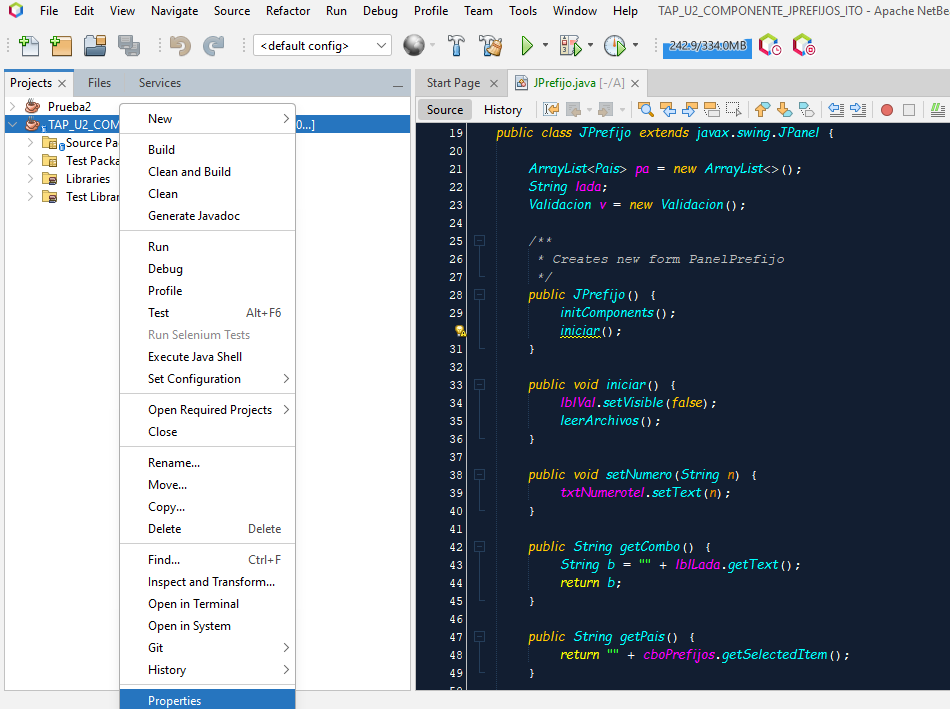 File Edit View Navigate Source Refactor Run Debug Profile Team Tools Window Help TAP_U2_COMPONENTE_JPREFIJOS_ITO - Apache NetBe
<default config> 242.9/334.0MB
Projects Files Services
Start Page JPrefijo.java [-/A]
Source History
Prueba2
TAP_U2_COM 0...]
Source Pa
Test Packa
Libraries
Test Librar
New
Build
Clean and Build
Clean
Generate Javadoc
Run
Debug
Profile
Test Alt+F6
Run Selenium Tests
Execute Java Shell
Set Configuration
Open Required Projects
Close
Rename...
Move...
Copy...
Delete Delete
Find... Ctrl+F
Inspect and Transform...
Open in Terminal
Open in System
Git
History
Properties
19 public class JPrefijo extends javax.swing.JPanel {
20
21 ArrayList<Pais> pa = new ArrayList<>();
22 String lada;
23 Validacion v = new Validacion();
24
25 /**
26 * Creates new form PanelPrefijo
27 */
28 public JPrefijo() {
29 initComponents();
iniciar();
31 }
32
33 public void iniciar() {
34 lblVal.setVisible(false);
35 leerArchivos();
36 }
37
38 public void setNumero(String n) {
39 txtNumerotel.setText(n);
40 }
41
42 public String getCombo() {
43 String b = "" + lblLada.getText();
44 return b;
45 }
46
47 public String getPais() {
48 return "" + cboPrefijos.getSelectedItem();
49 }
50